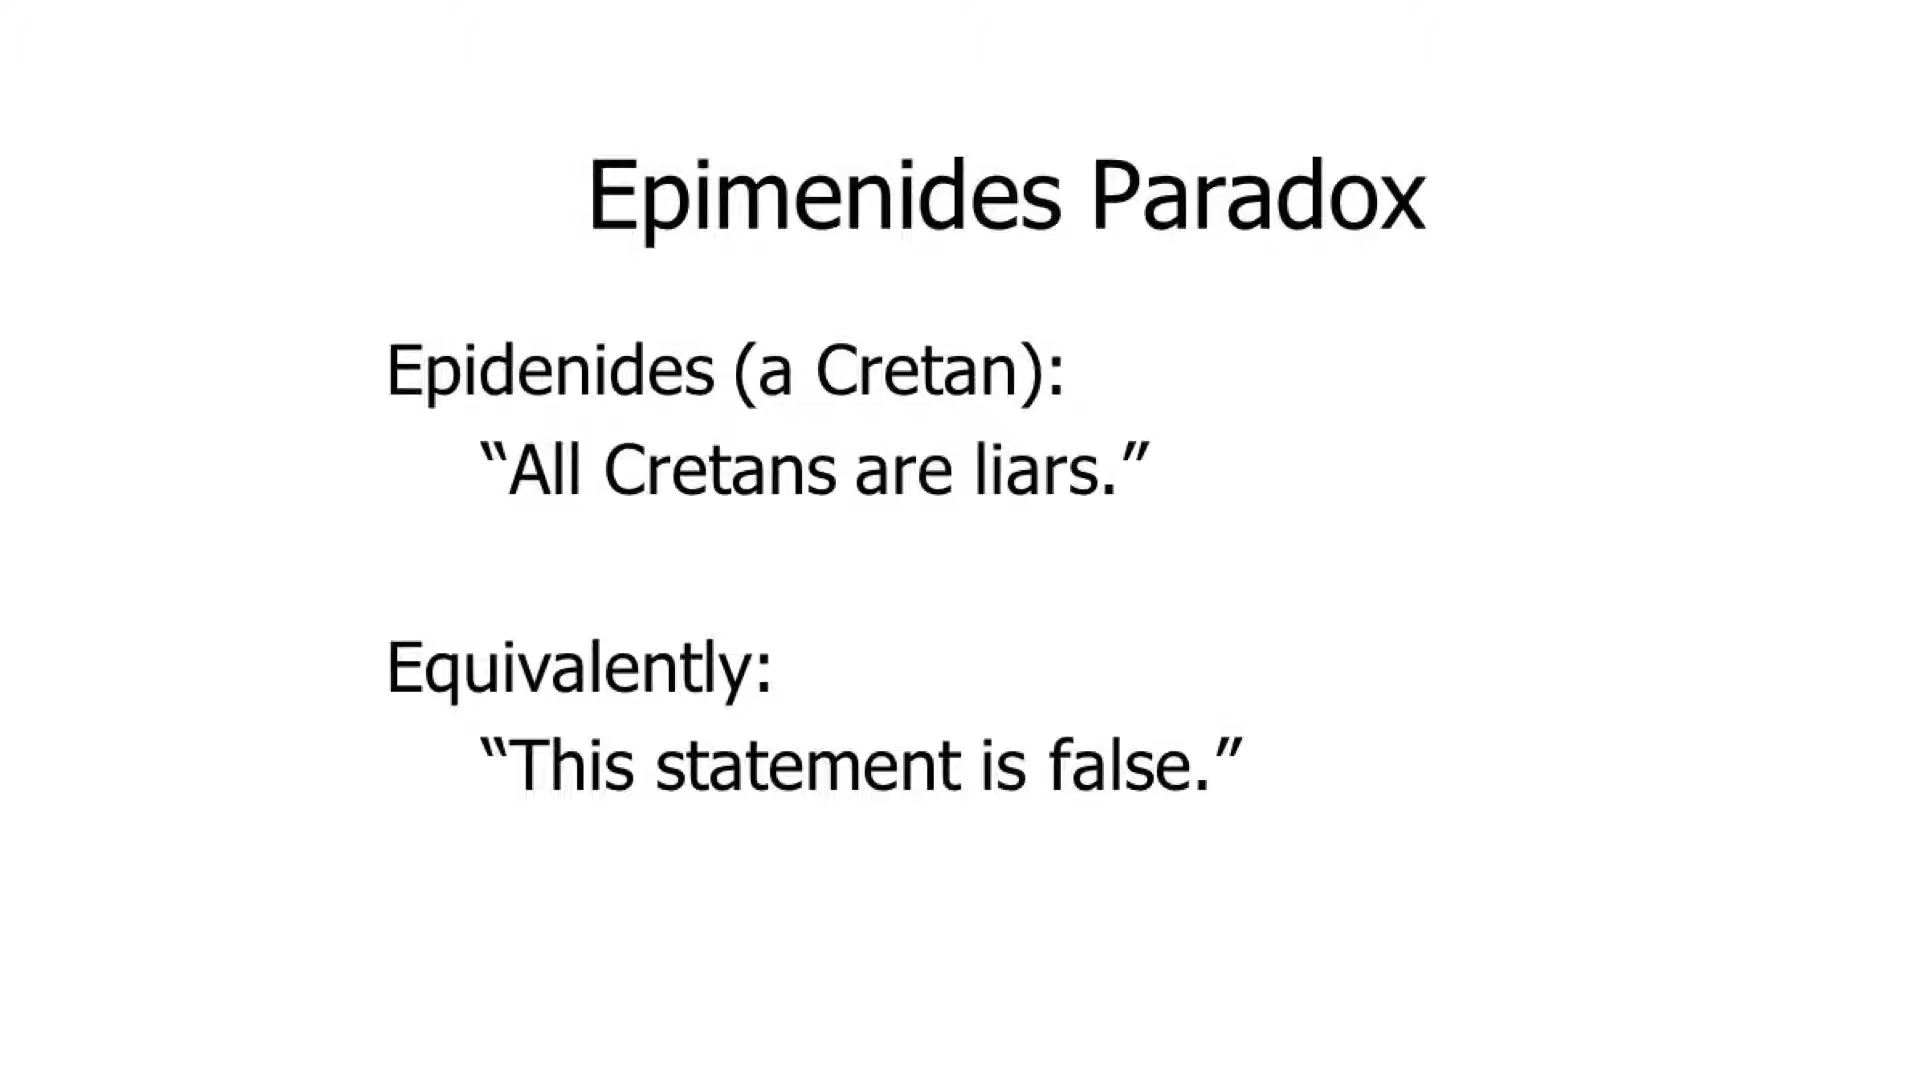 Epimenides Paradox
Epidenides (a Cretan):
“All Cretans are liars.”
Equivalently:
“This statement is false.”